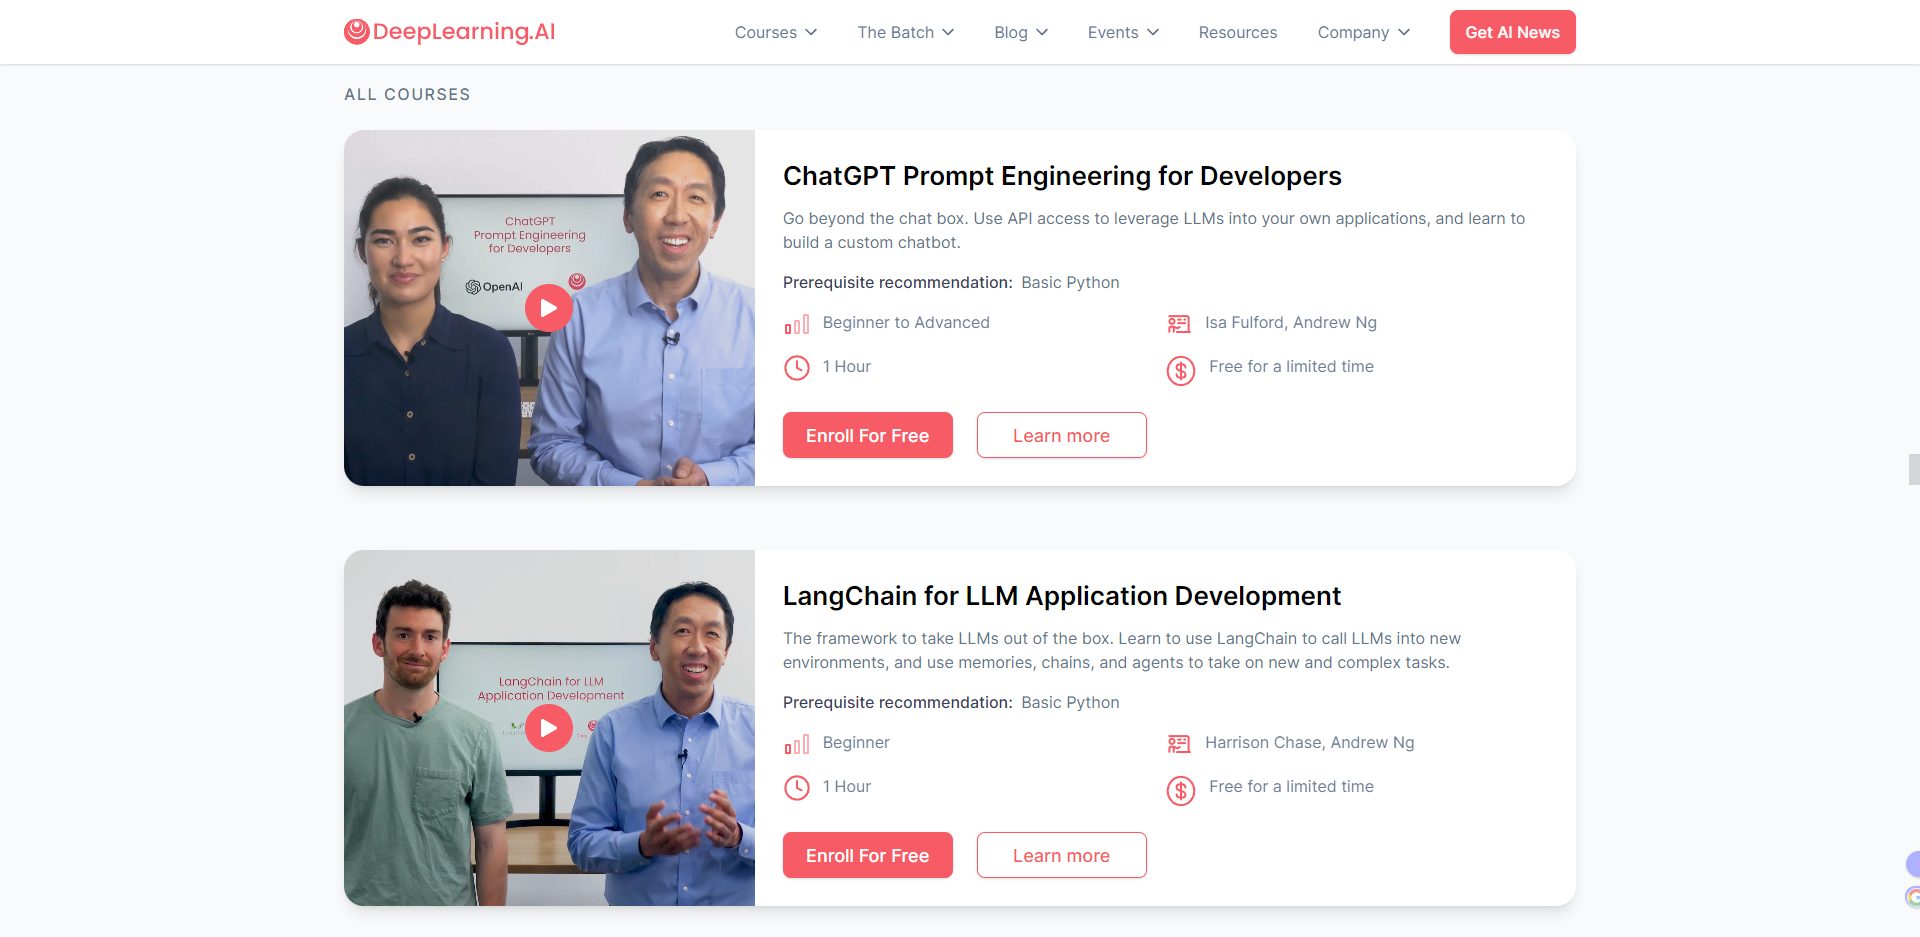 DeepLearning.AI
Courses
The Batch
Blog
Events
Resources
Company
Get AI News
ALL COURSES
ChatGPT
Prompt Engineering
for Developers
OpenAI
ChatGPT Prompt Engineering for Developers
Go beyond the chat box. Use API access to leverage LLMs into your own applications, and learn to
build a custom chatbot.
Prerequisite recommendation: Basic Python
Beginner to Advanced
Isa Fulford, Andrew Ng
1 Hour
Free for a limited time
Enroll For Free
Learn more
LangChain for LLM
Application Development
LangChain for LLM Application Development
The framework to take LLMs out of the box. Learn to use LangChain to call LLMs into new
environments, and use memories, chains, and agents to take on new and complex tasks.
Prerequisite recommendation: Basic Python
Beginner
Harrison Chase, Andrew Ng
1 Hour
Free for a limited time
Enroll For Free
Learn more